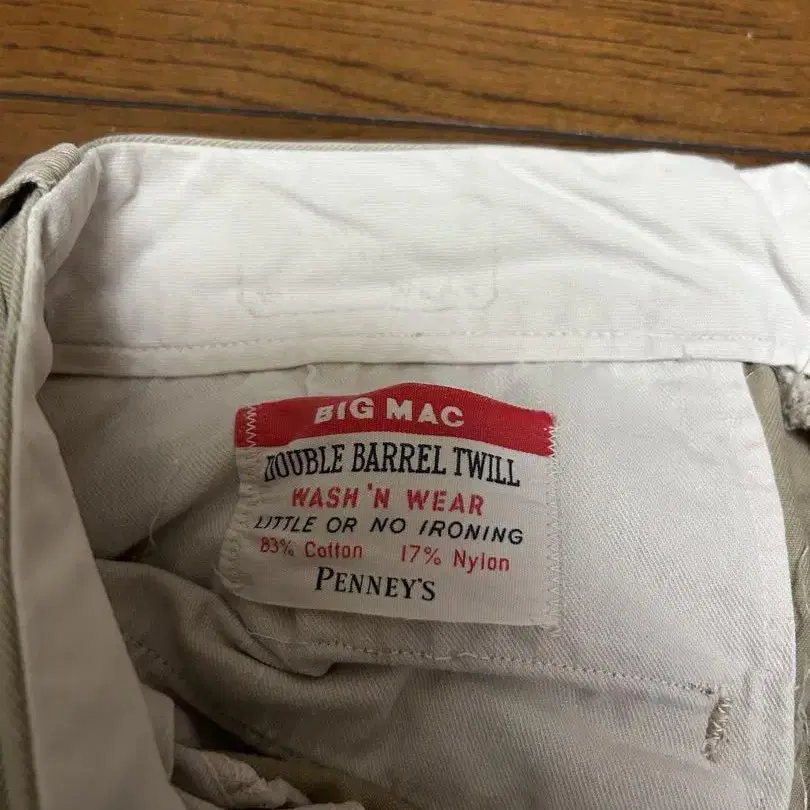 BIG MAC
DOUBLE BARREL TWILL
WASH 'N WEAR
LITTLE OR NO IRONING
83% Cotton 17% Nylon
PENNEY'S